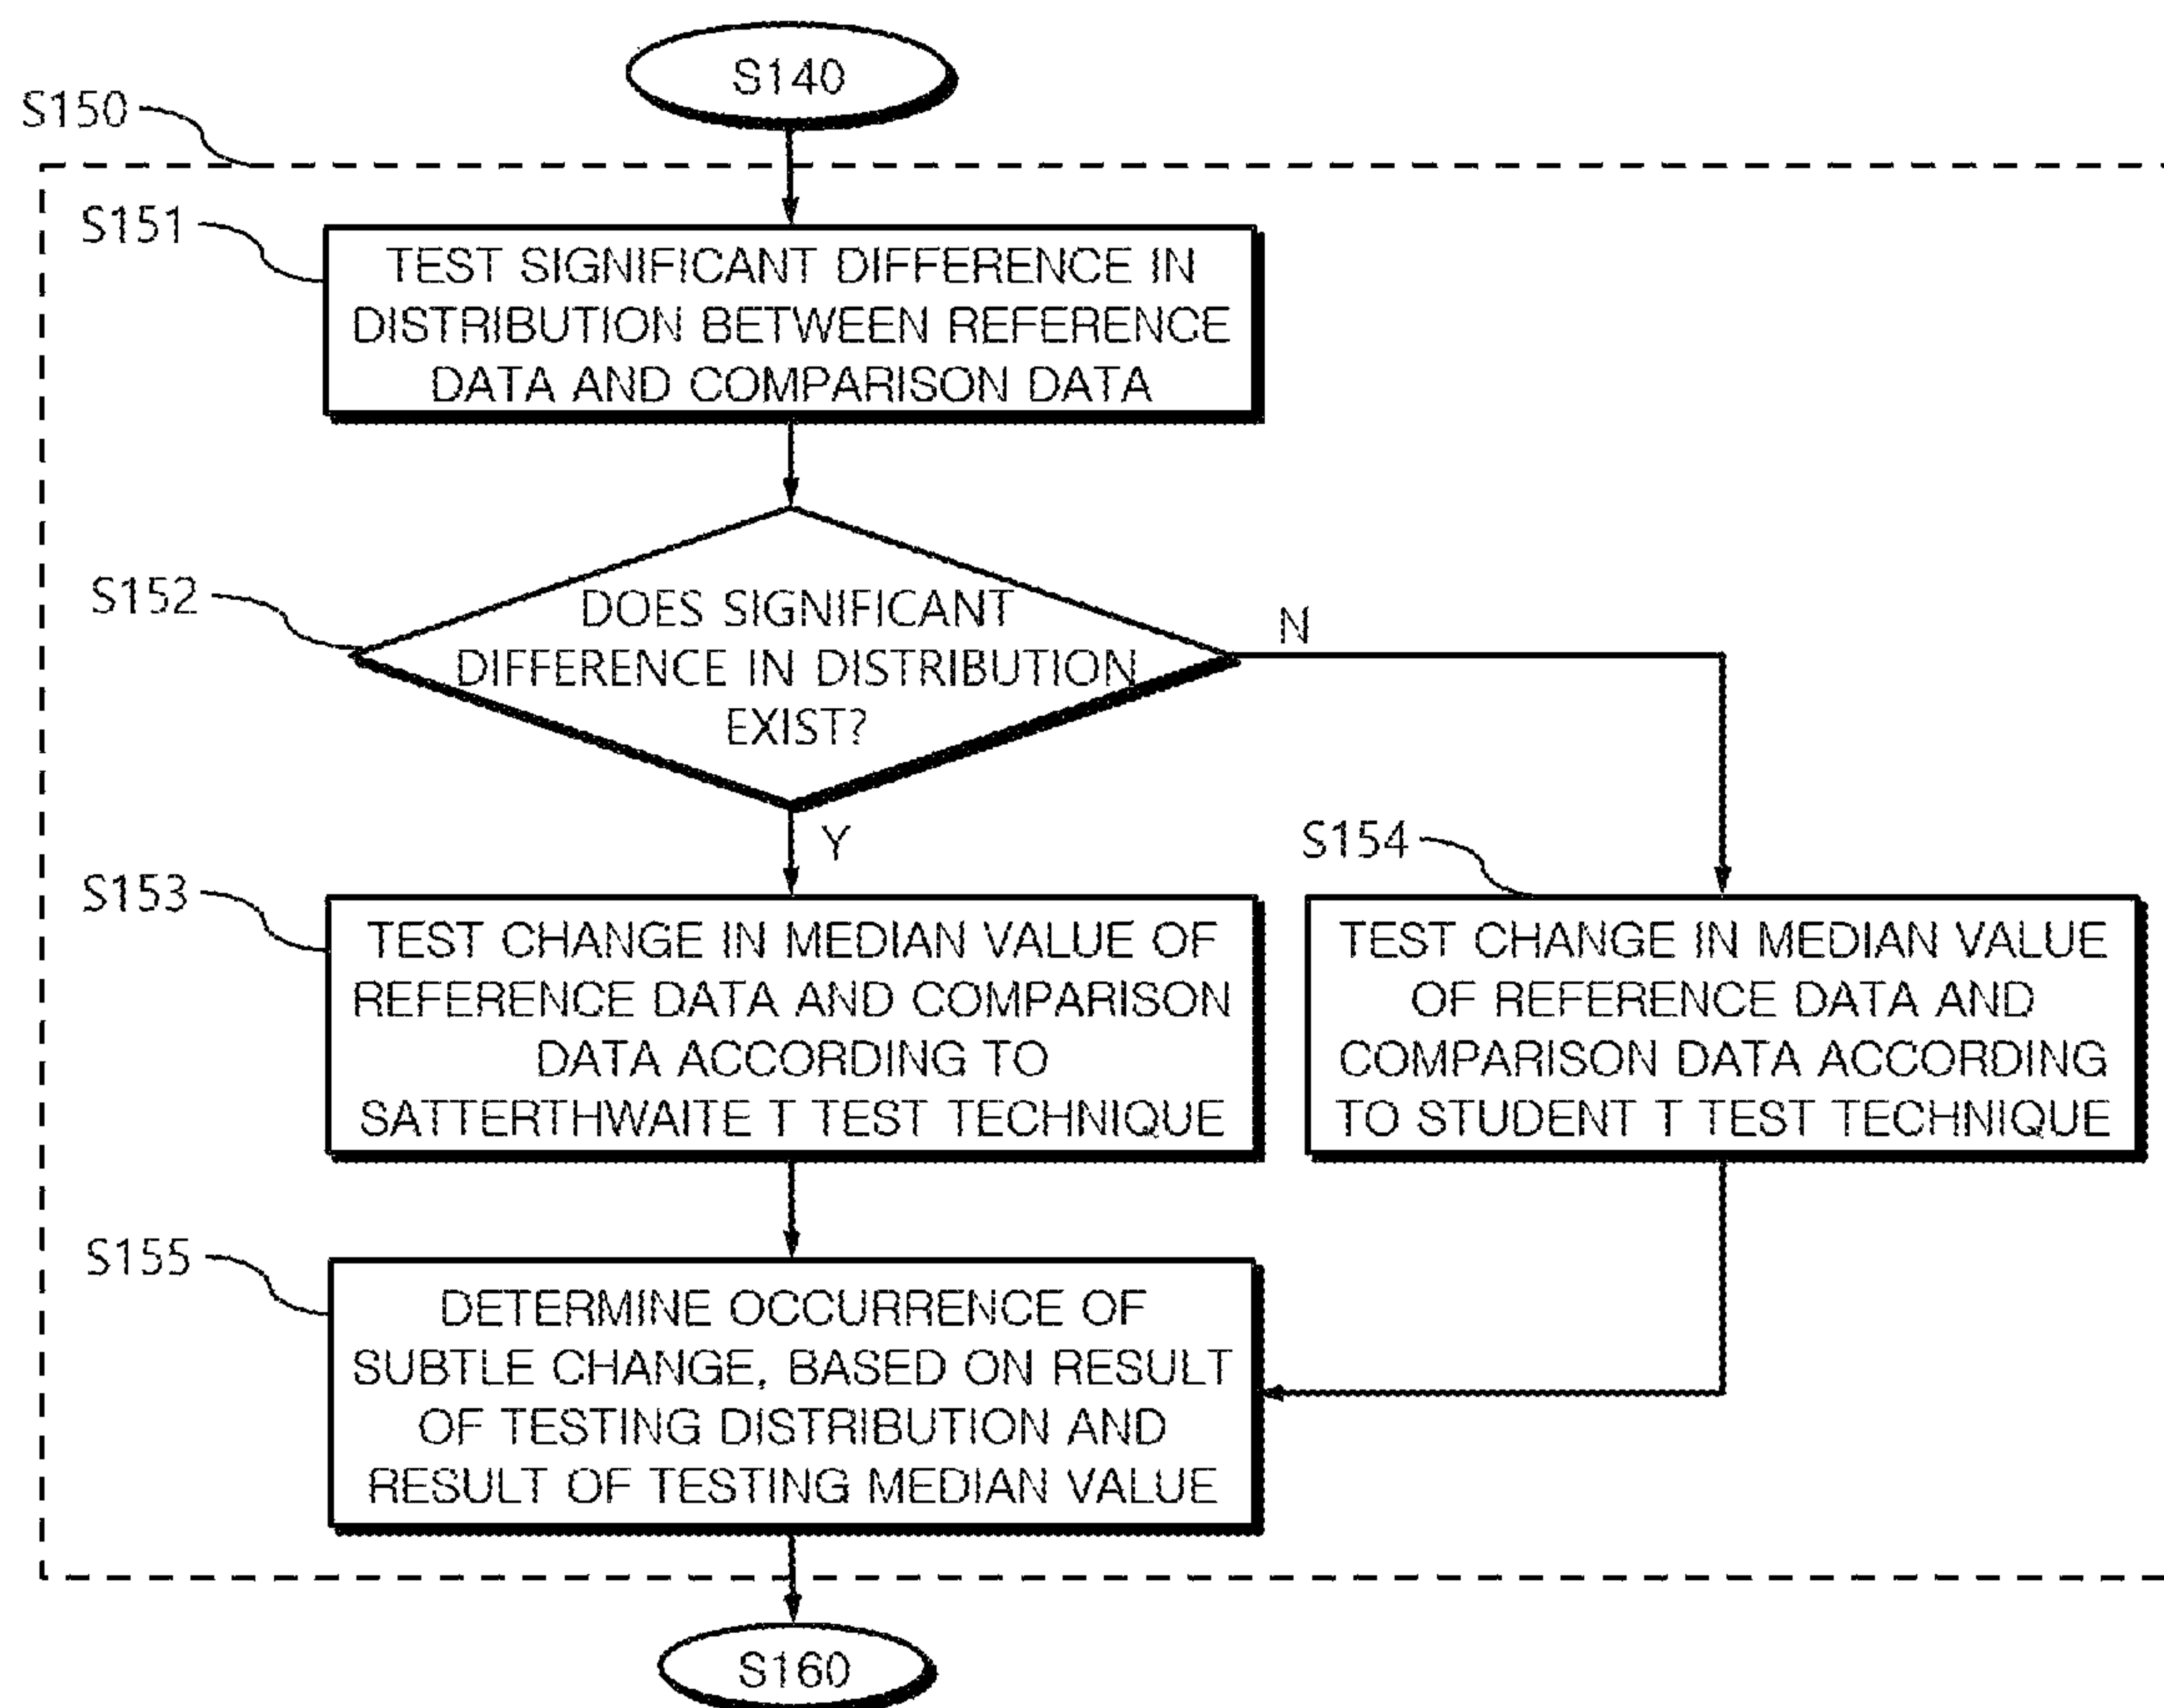 S140
S150
S151
TEST SIGNIFICANT DIFFERENCE IN
DISTRIBUTION BETWEEN REFERENCE
DATA AND COMPARISON DATA
S152
DOES SIGNIFICANT
DIFFERENCE IN DISTRIBUTION
EXIST?
N
Y
S153
TEST CHANGE IN MEDIAN VALUE OF
REFERENCE DATA AND COMPARISON
DATA ACCORDING TO
SATTERTHWAITE T TEST TECHNIQUE
S154
TEST CHANGE IN MEDIAN VALUE
OF REFERENCE DATA AND
COMPARISON DATA ACCORDING
TO STUDENT T TEST TECHNIQUE
S155
DETERMINE OCCURRENCE OF
SUBTLE CHANGE, BASED ON RESULT
OF TESTING DISTRIBUTION AND
RESULT OF TESTING MEDIAN VALUE
S160